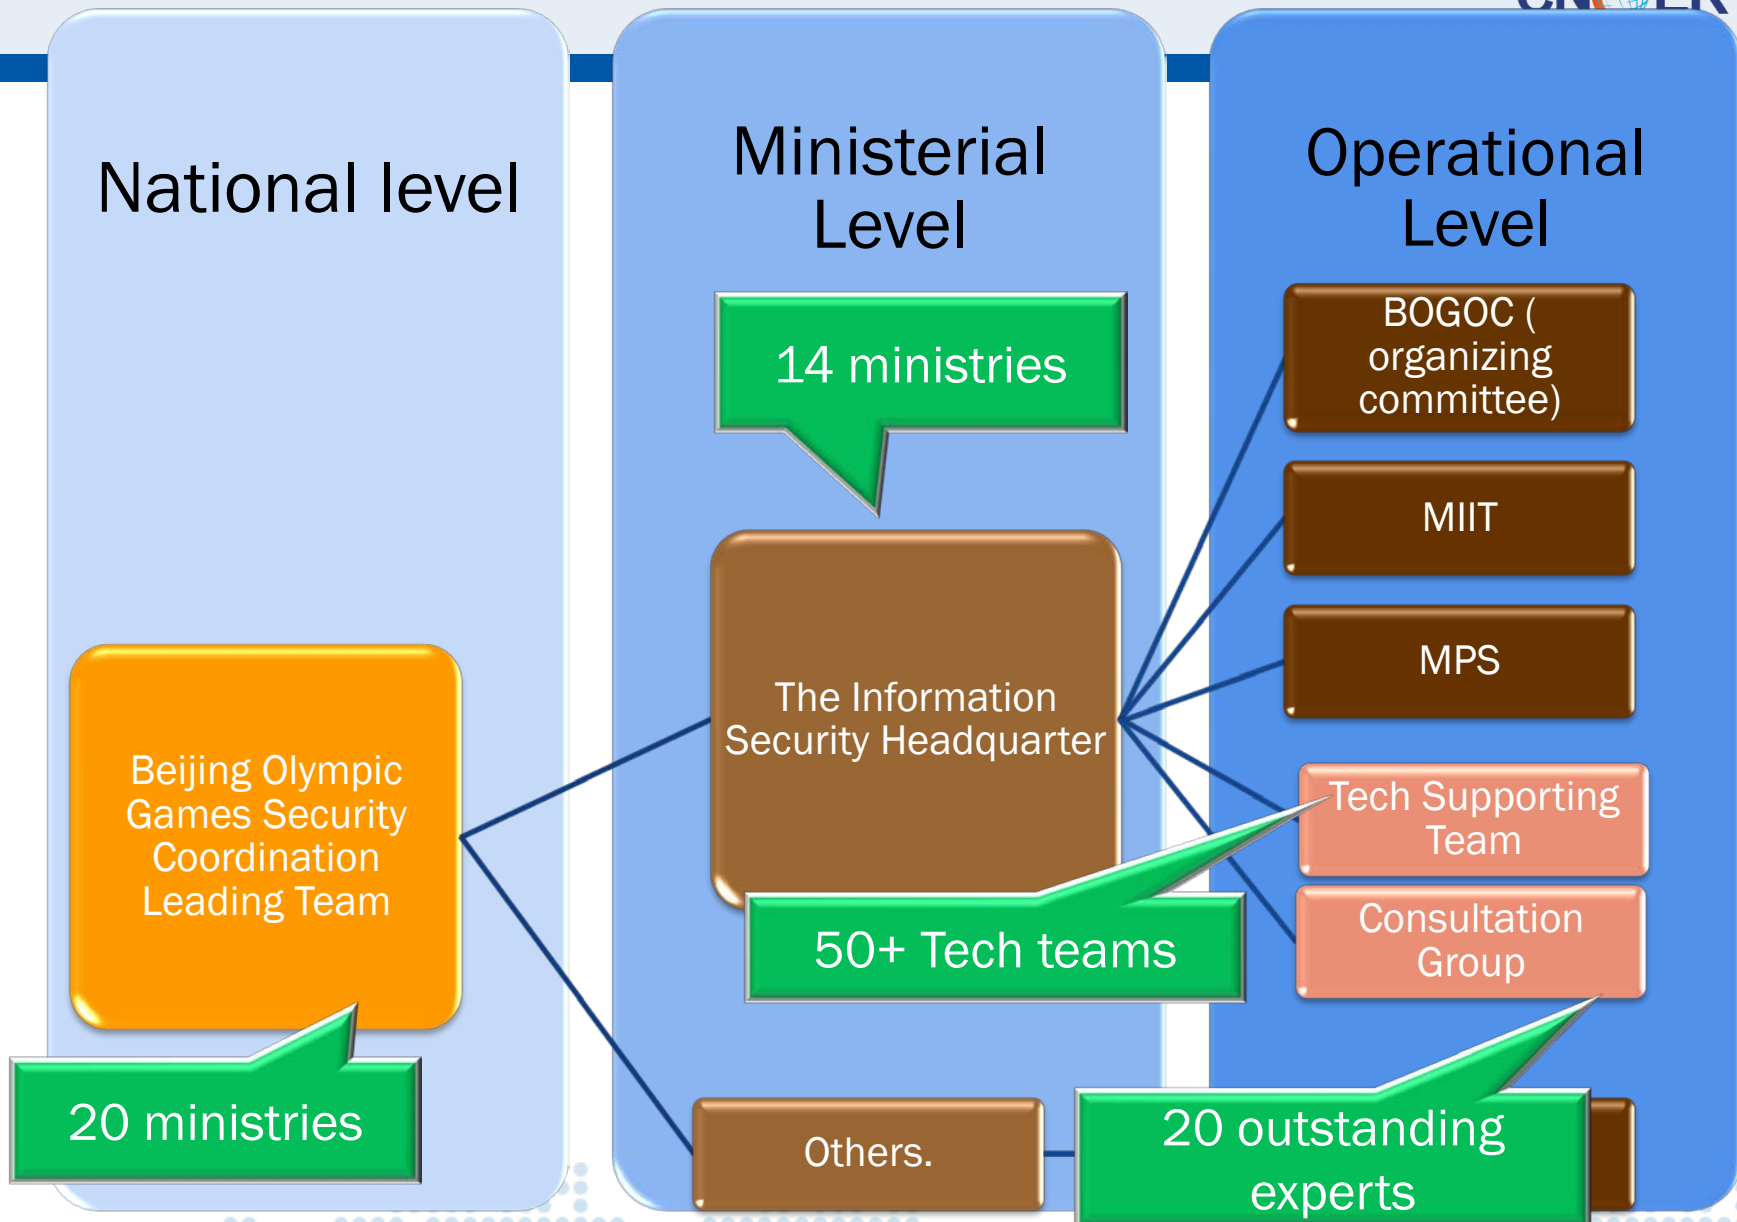 National level
Ministerial
Level
Operational
Level
14 ministries
BOGOC (
organizing
committee)
MIIT
MPS
The Information
Security Headquarter
Tech Supporting
Team
Beijing Olympic
Games Security
Coordination
Leading Team
50+ Tech teams
Consultation
Group
20 ministries
Others.
20 outstanding
experts